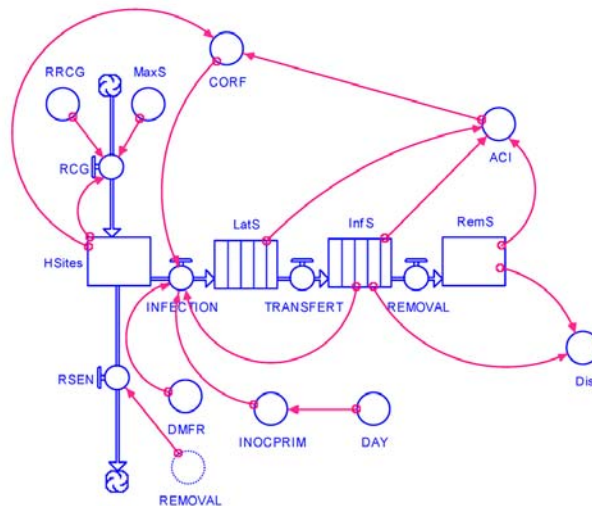 RRCG
MaxS
CORF
ACI
RCG
LatS
InfS
RemS
HSites
INFECTION
TRANSFERT
REMOVAL
RSEN
Dis
DMFR
INOCPRIM
DAY
REMOVAL